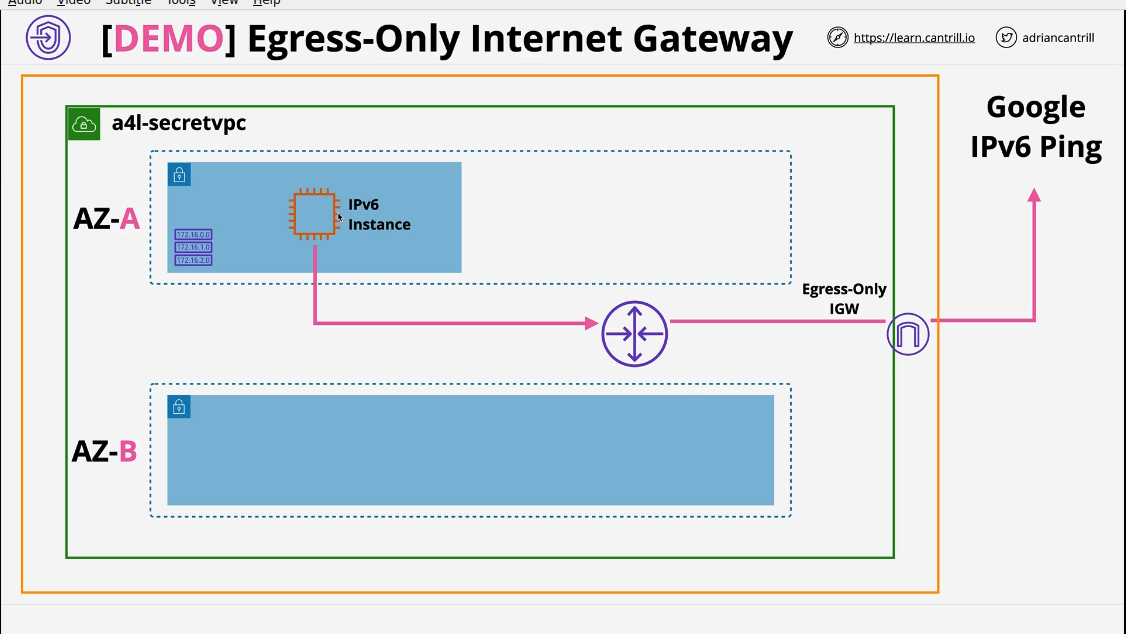 Audio Video Subtitle Tools View Help
[DEMO] Egress-Only Internet Gateway
https://learn.cantrill.io
adriancantrill
a4l-secretvpc
Google
IPv6 Ping
AZ-A
IPv6
Instance
172.16.0.0
172.16.1.0
172.16.2.0
Egress-Only
IGW
AZ-B